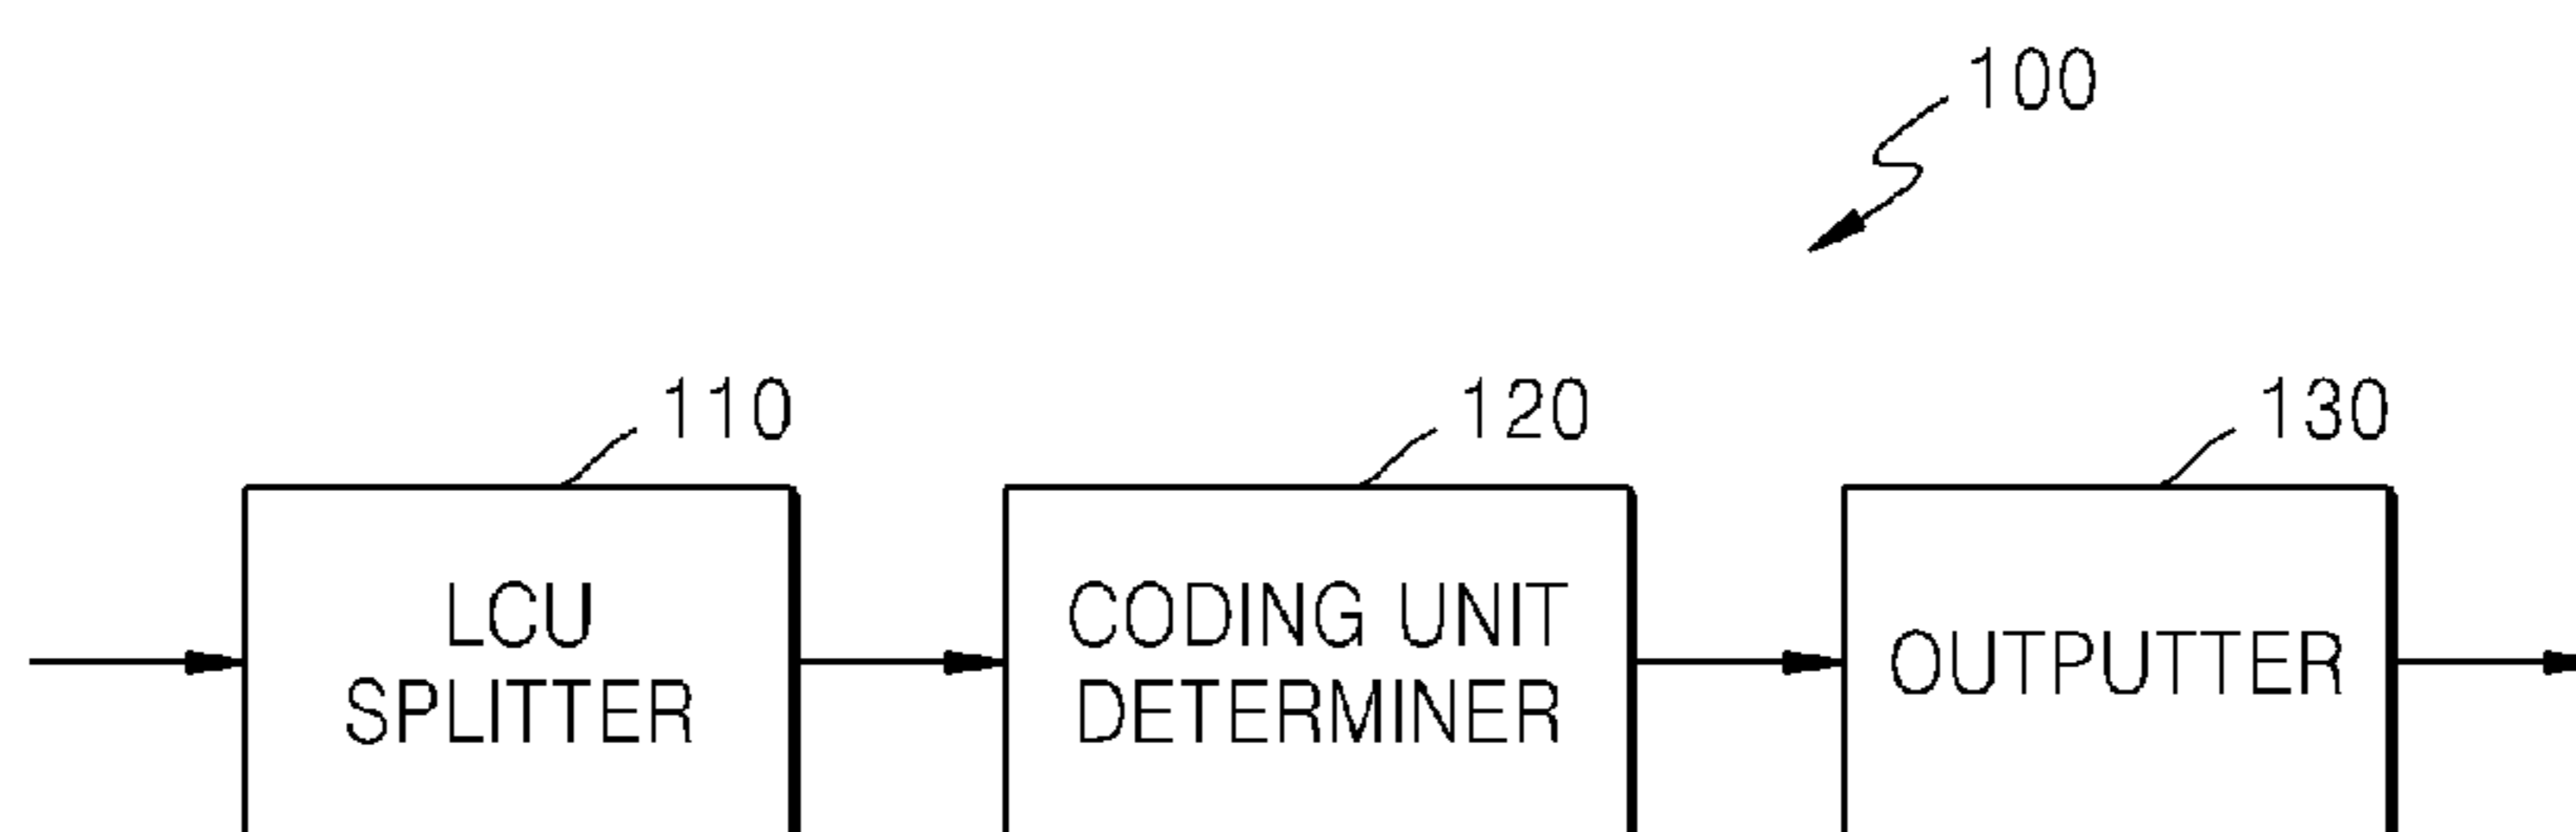 100
110
120
130
LCU
SPLITTER
CODING UNIT
DETERMINER
OUTPUTTER